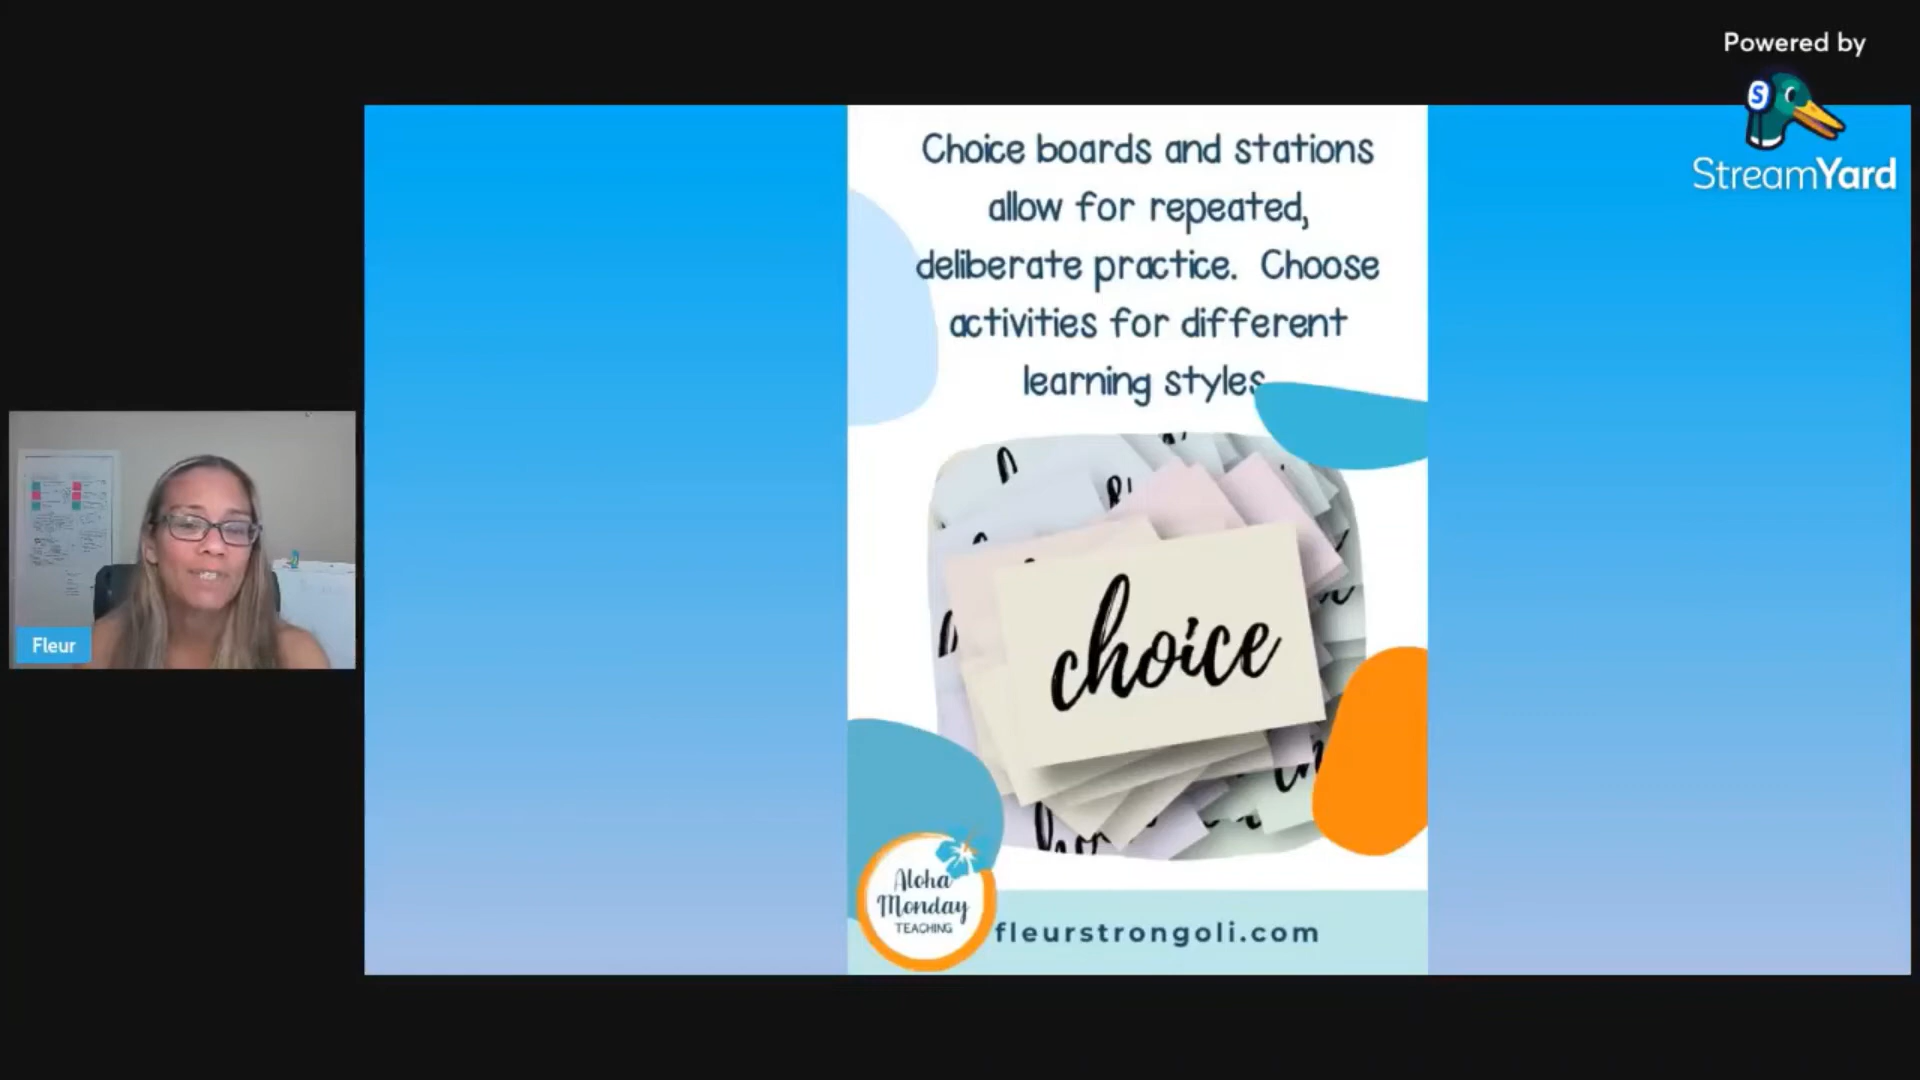 Powered by
StreamYard
Choice boards and stations
allow for repeated,
deliberate practice. Choose
activities for different
learning styles
choice
Fleur
Aloha
Monday
TEACHING
fleurstrongoli.com